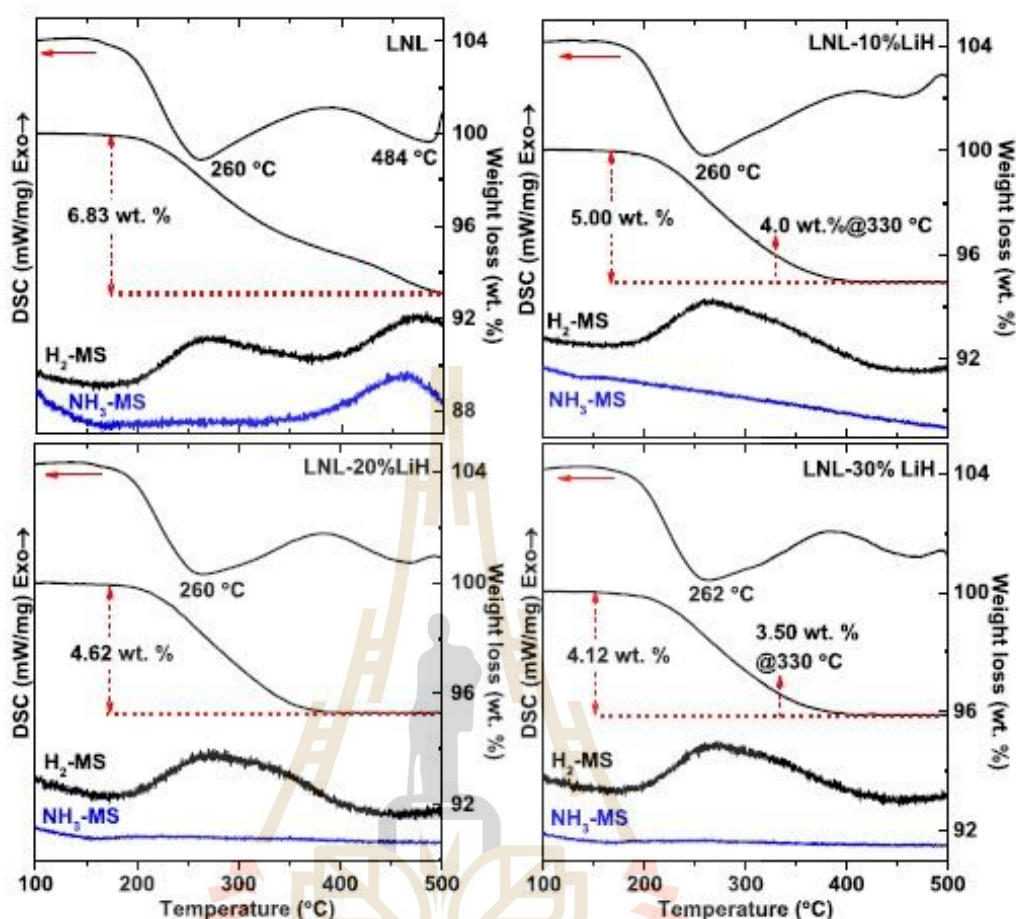 LNL
104
100
96
92
88
DSC (mW/mg) Exo→
Weight loss (wt. %)
260 °C
484 °C
6.83 wt. %
H₂-MS
NH₃-MS
LNL-10%LiH
104
100
96
92
DSC (mW/mg) Exo→
Weight loss (wt. %)
260 °C
5.00 wt. %
4.0 wt.%@330 °C
H₂-MS
NH₃-MS
LNL-20%LiH
104
100
96
92
DSC (mW/mg) Exo→
Weight loss (wt. %)
260 °C
4.62 wt. %
H₂-MS
NH₃-MS
100 200 300 400 500
Temperature (°C)
LNL-30% LiH
104
100
96
92
DSC (mW/mg) Exo→
Weight loss (wt. %)
262 °C
4.12 wt. %
3.50 wt. %
@330 °C
H₂-MS
NH₃-MS
100 200 300 400 500
Temperature (°C)